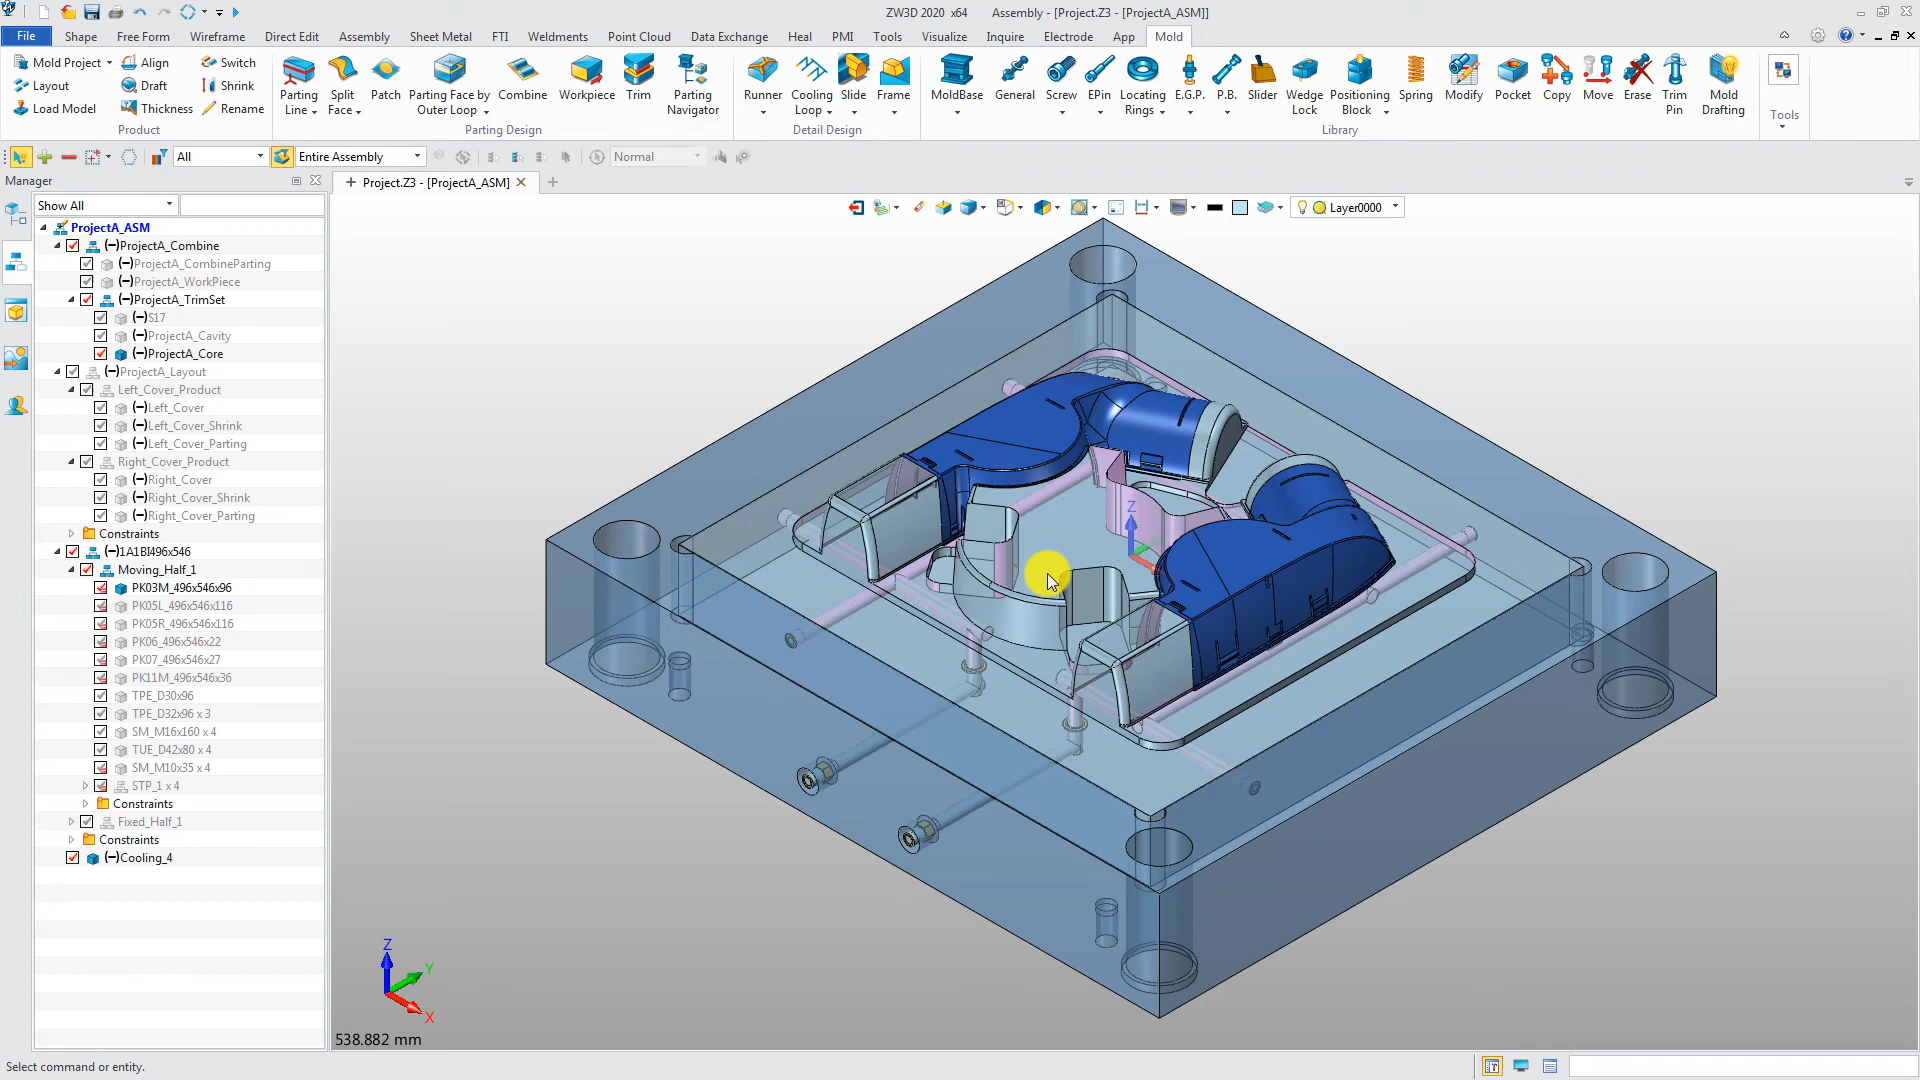 ZW3D 2020 x64 Assembly - [Project.Z3 - [ProjectA_ASM]]
File Shape Free Form Wireframe Direct Edit Assembly Sheet Metal FTI Weldments Point Cloud Data Exchange Heal PMI Tools Visualize Inquire Electrode App Mold
Mold Project Align Switch
Layout Draft Shrink
Load Model Thickness Rename
Product
Parting Line Split Face Patch Parting Face by Outer Loop Combine Workpiece Trim Parting Navigator
Parting Design
Runner Cooling Loop Slide Frame
Detail Design
MoldBase General Screw EPin Locating Rings E.G.P. P.B. Slider Wedge Lock Positioning Block Spring Modify Pocket Copy Move Erase Trim Pin Mold Drafting
Library
Tools
All Entire Assembly Normal
Manager
Project.Z3 - [ProjectA_ASM]
Show All
Layer0000
ProjectA_ASM
(-)ProjectA_Combine
(-)ProjectA_CombineParting
(-)ProjectA_WorkPiece
(-)ProjectA_TrimSet
(-)S17
(-)ProjectA_Cavity
(-)ProjectA_Core
(-)ProjectA_Layout
Left_Cover_Product
(-)Left_Cover
(-)Left_Cover_Shrink
(-)Left_Cover_Parting
Right_Cover_Product
(-)Right_Cover
(-)Right_Cover_Shrink
(-)Right_Cover_Parting
Constraints
(-)1A1BI496x546
Moving_Half_1
PK03M_496x546x96
PK05L_496x546x116
PK05R_496x546x116
PK06_496x546x22
PK07_496x546x27
PK11M_496x546x36
TPE_D30x96
TPE_D32x96 x 3
SM_M16x160 x 4
TUE_D42x80 x 4
SM_M10x35 x 4
STP_1 x 4
Constraints
Fixed_Half_1
Constraints
(-)Cooling_4
Z
Z
Y
X
538.882 mm
Select command or entity.